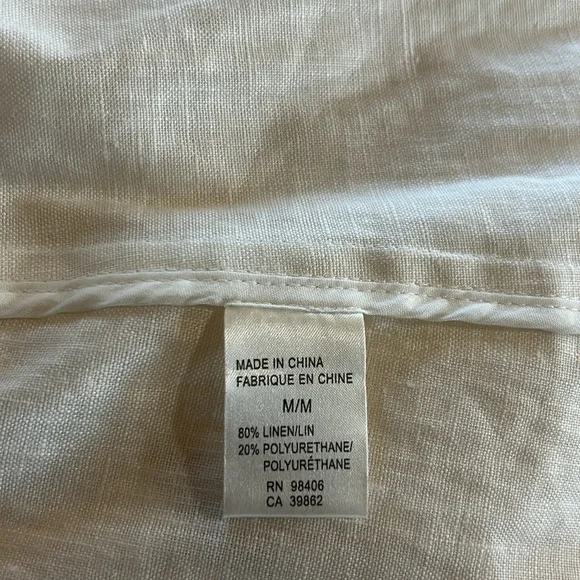 MADE IN CHINA
FABRIQUE EN CHINE
M/M
80% LINEN/LIN
20% POLYURETHANE/
POLYURÉTHANE
RN 98406
CA 39862